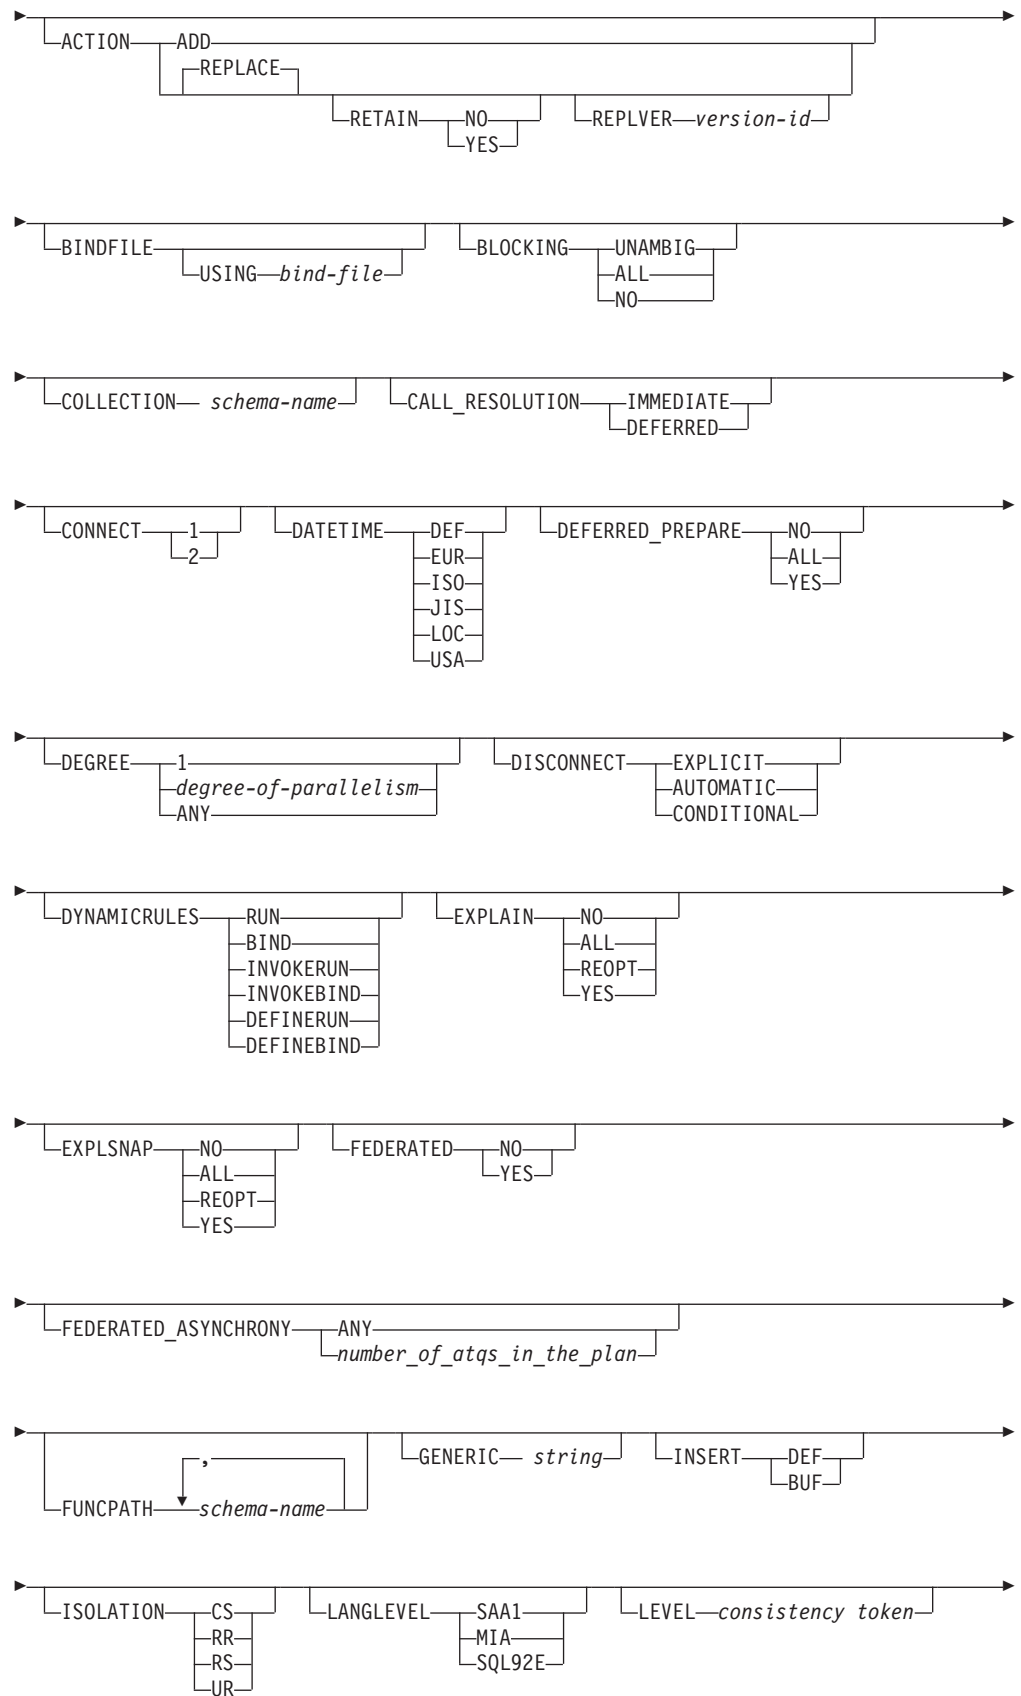 ACTION ADD
REPLACE
RETAIN NO REPLVER version-id
YES
BINDFILE BLOCKING UNAMBIG
USING bind-file ALL
NO
COLLECTION schema-name CALL_RESOLUTION IMMEDIATE
DEFERRED
CONNECT 1 DATETIME DEF DEFERRED_PREPARE NO
2 EUR ALL
ISO YES
JIS
LOC
USA
DEGREE 1 DISCONNECT EXPLICIT
degree-of-parallelism AUTOMATIC
ANY CONDITIONAL
DYNAMICRULES RUN EXPLAIN NO
BIND ALL
INVOKERUN REOPT
INVOKEBIND YES
DEFINERUN
DEFINEBIND
EXPLSNAP NO FEDERATED NO
ALL YES
REOPT
YES
FEDERATED_ASYNCHRONY ANY
number_of_atqs_in_the_plan
GENERIC string INSERT DEF
, BUF
FUNCPATH schema-name
ISOLATION CS LANGLEVEL SAA1 LEVEL consistency token
RR MIA
RS SQL92E
UR